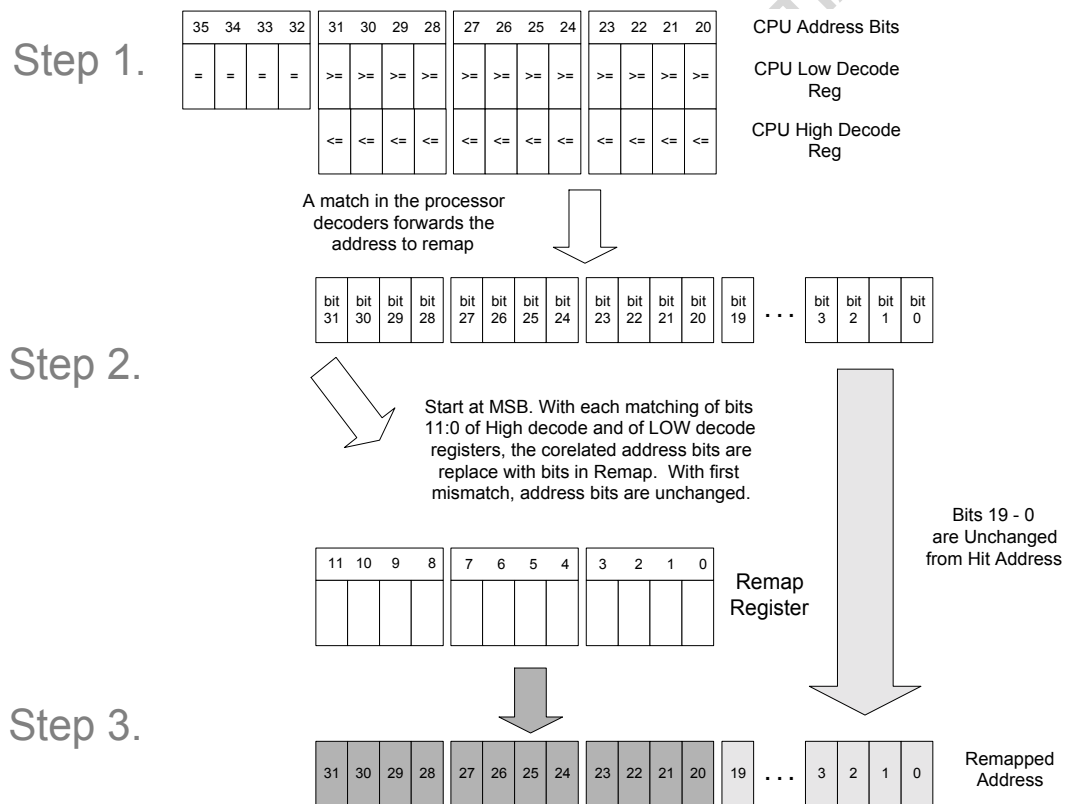 35 34 33 32 31 30 29 28 27 26 25 24 23 22 21 20 CPU Address Bits
Step 1.
= = = = >= >= >= >= >= >= >= >= >= >= >= >= CPU Low Decode
Reg
<= <= <= <= <= <= <= <= <= <= <= <= CPU High Decode
Reg
A match in the processor
decoders forwards the
address to remap
bit bit bit bit bit bit bit bit bit bit bit bit bit bit bit bit bit
31 30 29 28 27 26 25 24 23 22 21 20 19 . . . 3 2 1 0
Step 2.
Start at MSB. With each matching of bits
11:0 of High decode and of LOW decode
registers, the corelated address bits are
replace with bits in Remap. With first
mismatch, address bits are unchanged.
Bits 19 - 0
are Unchanged
from Hit Address
11 10 9 8 7 6 5 4 3 2 1 0
Remap
Register
Step 3.
31 30 29 28 27 26 25 24 23 22 21 20 19 . . . 3 2 1 0
Remapped
Address